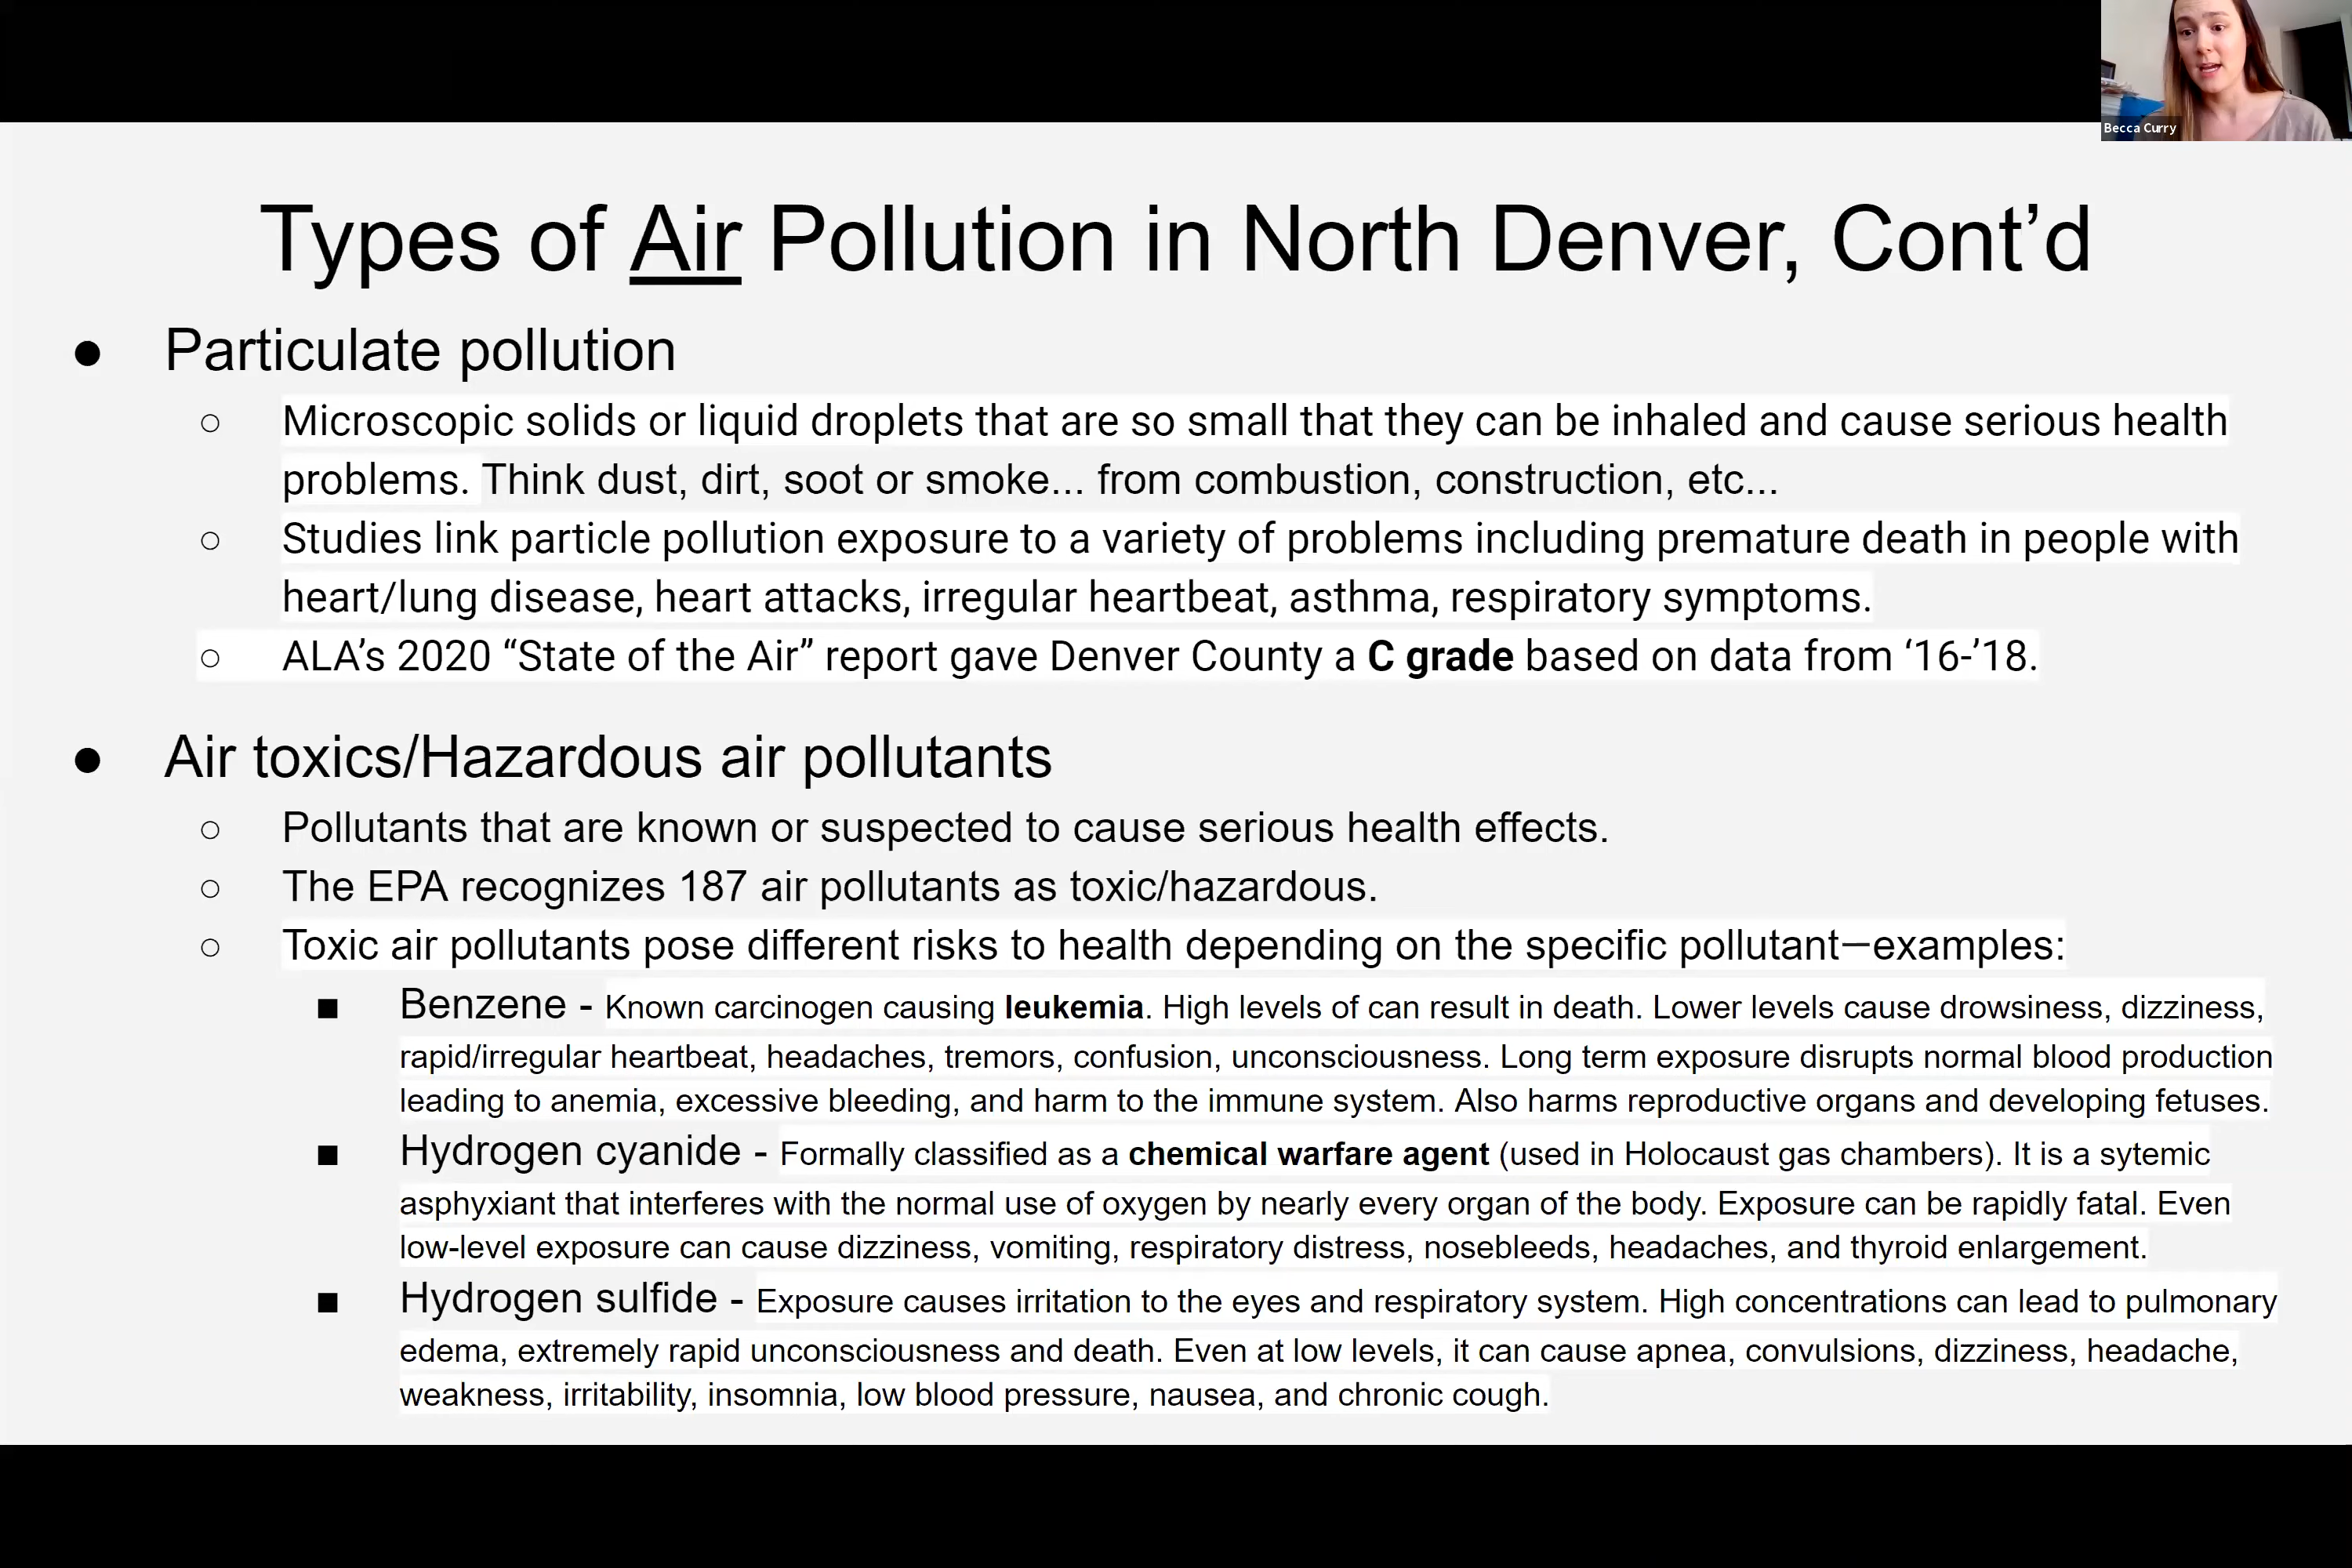 Becca Curry
Types of Air Pollution in North Denver, Cont’d
● Particulate pollution
○ Microscopic solids or liquid droplets that are so small that they can be inhaled and cause serious health
problems. Think dust, dirt, soot or smoke... from combustion, construction, etc...
○ Studies link particle pollution exposure to a variety of problems including premature death in people with
heart/lung disease, heart attacks, irregular heartbeat, asthma, respiratory symptoms.
○ ALA’s 2020 “State of the Air” report gave Denver County a C grade based on data from ‘16-’18.
● Air toxics/Hazardous air pollutants
○ Pollutants that are known or suspected to cause serious health effects.
○ The EPA recognizes 187 air pollutants as toxic/hazardous.
○ Toxic air pollutants pose different risks to health depending on the specific pollutant—examples:
■ Benzene - Known carcinogen causing leukemia. High levels of can result in death. Lower levels cause drowsiness, dizziness,
rapid/irregular heartbeat, headaches, tremors, confusion, unconsciousness. Long term exposure disrupts normal blood production
leading to anemia, excessive bleeding, and harm to the immune system. Also harms reproductive organs and developing fetuses.
■ Hydrogen cyanide - Formally classified as a chemical warfare agent (used in Holocaust gas chambers). It is a sytemic
asphyxiant that interferes with the normal use of oxygen by nearly every organ of the body. Exposure can be rapidly fatal. Even
low-level exposure can cause dizziness, vomiting, respiratory distress, nosebleeds, headaches, and thyroid enlargement.
■ Hydrogen sulfide - Exposure causes irritation to the eyes and respiratory system. High concentrations can lead to pulmonary
edema, extremely rapid unconsciousness and death. Even at low levels, it can cause apnea, convulsions, dizziness, headache,
weakness, irritability, insomnia, low blood pressure, nausea, and chronic cough.